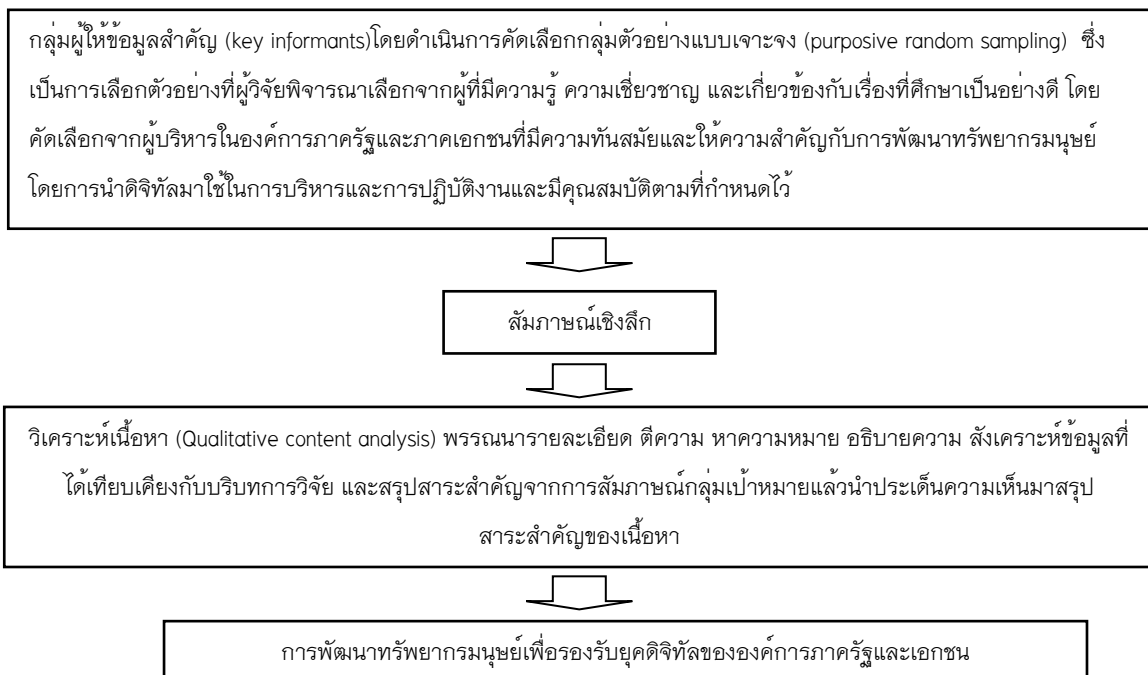 กลุ่มผู้ให้ข้อมูลสำคัญ (key informants)โดยดำเนินการคัดเลือกกลุ่มตัวอย่างแบบเจาะจง (purposive random sampling) ซึ่ง
เป็นการเลือกตัวอย่างที่ผู้วิจัยพิจารณาเลือกจากผู้ที่มีความรู้ ความเชี่ยวชาญ และเกี่ยวข้องกับเรื่องที่ศึกษาเป็นอย่างดี โดย
คัดเลือกจากผู้บริหารในองค์การภาครัฐและภาคเอกชนที่มีความทันสมัยและให้ความสำคัญกับการพัฒนาทรัพยากรมนุษย์
โดยการนำดิจิทัลมาใช้ในการบริหารและการปฏิบัติงานและมีคุณสมบัติตามที่กำหนดไว้
สัมภาษณ์เชิงลึก
วิเคราะห์เนื้อหา (Qualitative content analysis) พรรณนารายละเอียด ตีความ หาความหมาย อธิบายความ สังเคราะห์ข้อมูลที่
ได้เทียบเคียงกับบริบทการวิจัย และสรุปสาระสำคัญจากการสัมภาษณ์กลุ่มเป้าหมายแล้วนำประเด็นความเห็นมาสรุป
สาระสำคัญของเนื้อหา
การพัฒนาทรัพยากรมนุษย์เพื่อรองรับยุคดิจิทัลขององค์การภาครัฐและเอกชน